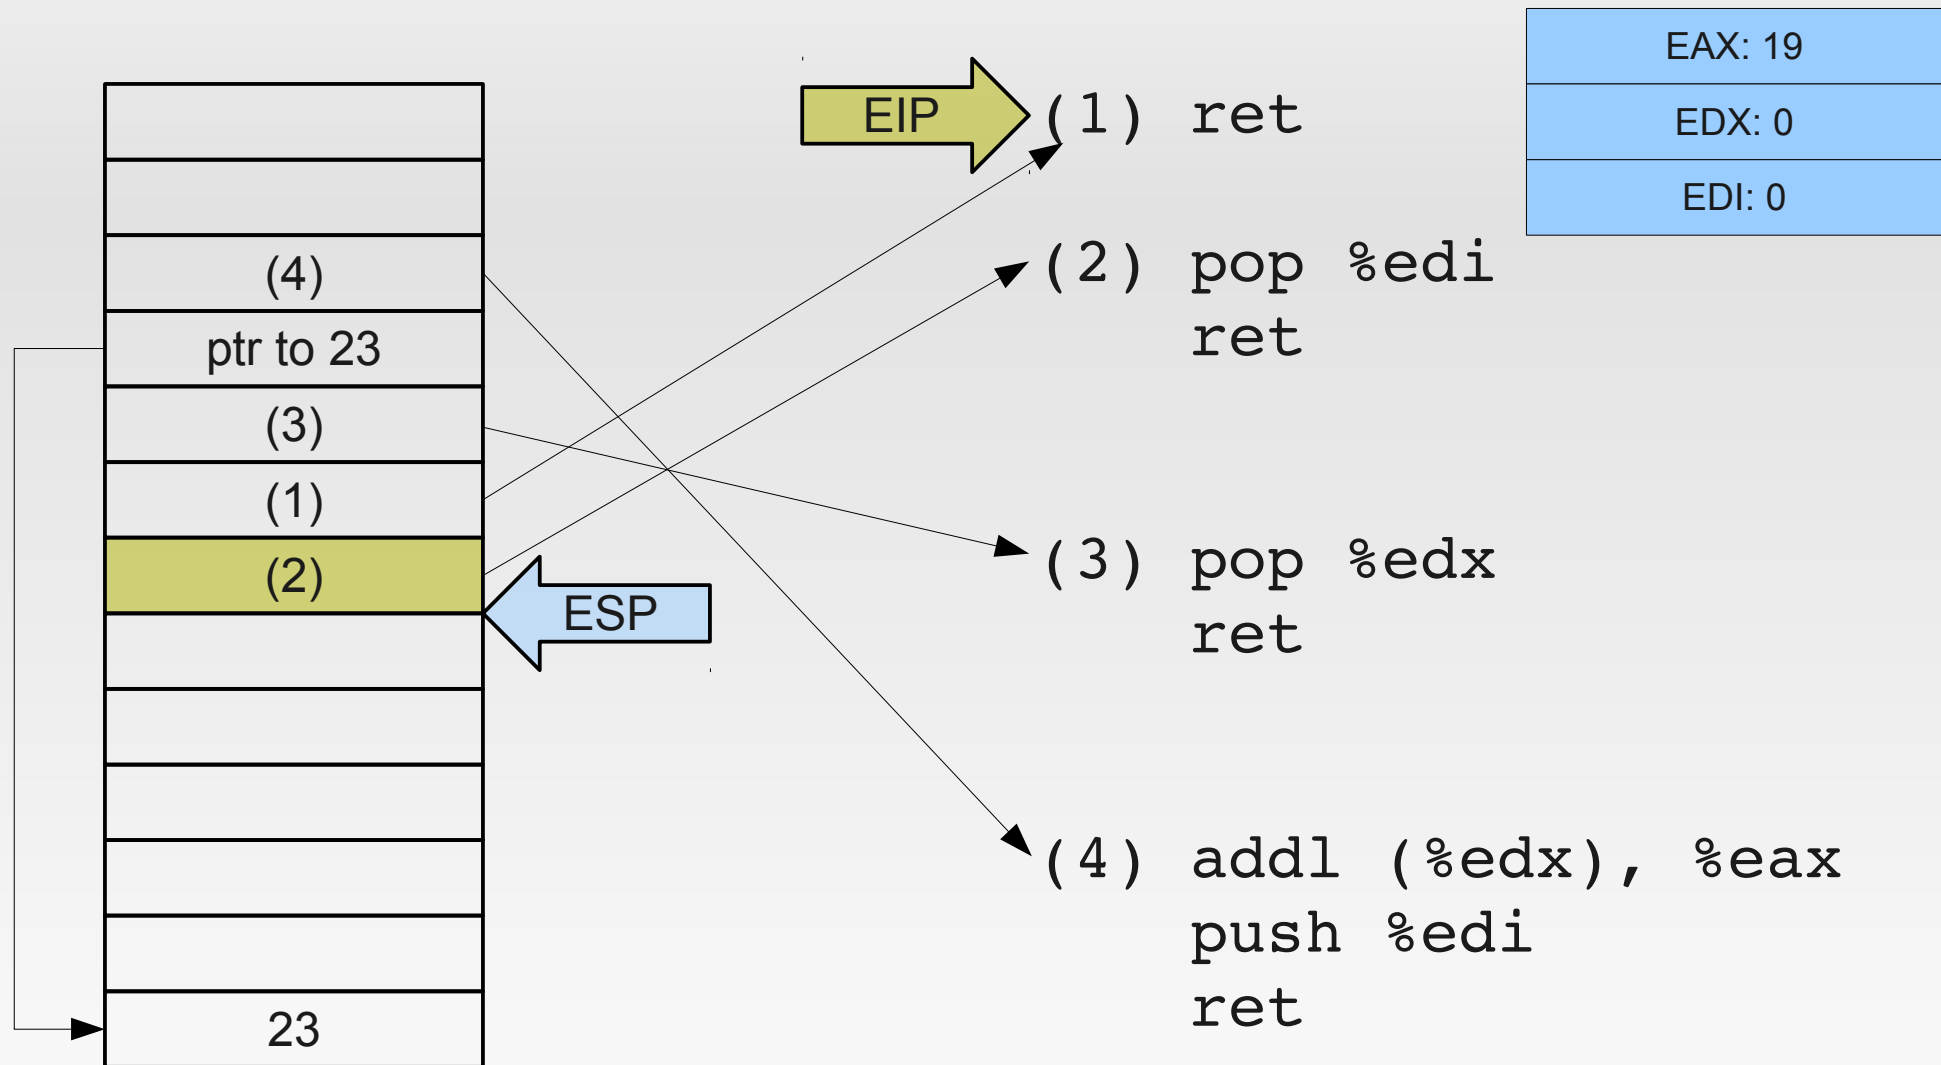 EAX: 19
EDX: 0
EDI: 0
EIP
(1) ret
(2) pop %edi
ret
(3) pop %edx
ret
(4) addl (%edx), %eax
push %edi
ret
(4)
ptr to 23
(3)
(1)
(2)
ESP
23